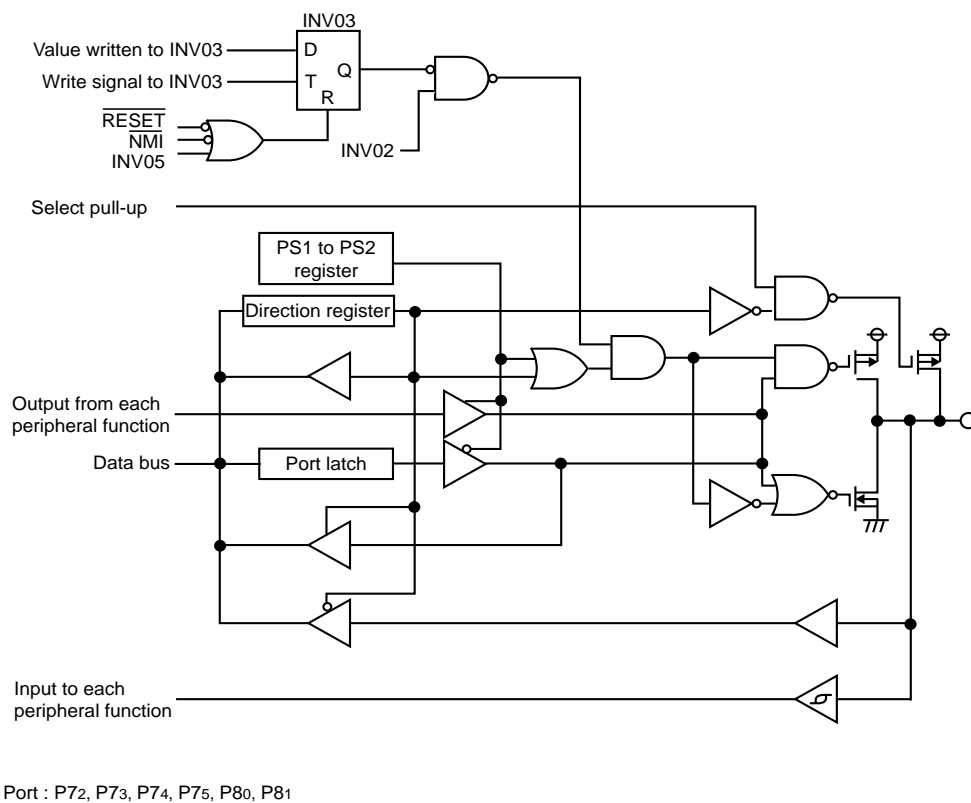 INV03
Value written to INV03
D
Write signal to INV03
T
Q
R
RESET
NMI
INV05
INV02
Select pull-up
PS1 to PS2
register
Direction register
Output from each
peripheral function
Data bus
Port latch
Input to each
peripheral function
Port : P72, P73, P74, P75, P80, P81